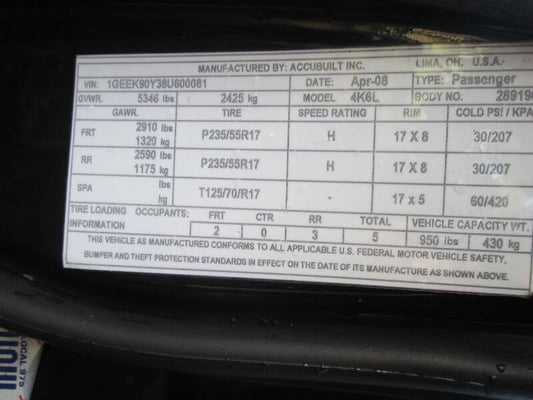 MANUFACTURED BY: ACCUBUILT INC. LIMA, OH. U.S.A.
VIN: 1GEEK90Y38U600081 DATE: Apr-08 TYPE: Passenger
GVWR. 5346 lbs 2425 kg MODEL 4K6L BODY NO.
GAWR. TIRE SPEED RATING RIM COLD PSI / KPA
FRT 2910 lbs 1320 kg P235/55R17 H 17 X 8 30/207
RR 2590 lbs 1175 kg P235/55R17 H 17 X 8 30/207
SPA lbs kg T125/70/R17 - 17 x 5 60/420
TIRE LOADING INFORMATION OCCUPANTS: FRT CTR RR TOTAL VEHICLE CAPACITY WT.
2 0 3 5 950 lbs 430 kg
THIS VEHICLE AS MANUFACTURED CONFORMS TO ALL APPLICABLE U.S. FEDERAL MOTOR VEHICLE SAFETY,
BUMPER AND THEFT PROTECTION STANDARDS IN EFFECT ON THE DATE OF ITS MANUFACTURE AS SHOWN ABOVE.
LOCAL 975